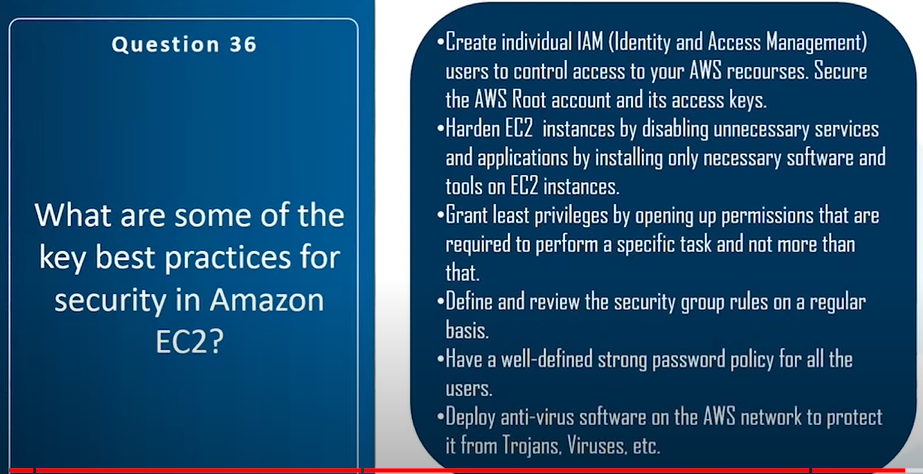 Question 36
What are some of the
key best practices for
security in Amazon
EC2?
•Create individual IAM (Identity and Access Management)
users to control access to your AWS recourses. Secure
the AWS Root account and its access keys.
•Harden EC2 instances by disabling unnecessary services
and applications by installing only necessary software and
tools on EC2 instances.
•Grant least privileges by opening up permissions that are
required to perform a specific task and not more than
that.
•Define and review the security group rules on a regular
basis.
•Have a well-defined strong password policy for all the
users.
•Deploy anti-virus software on the AWS network to protect
it from Trojans, Viruses, etc.